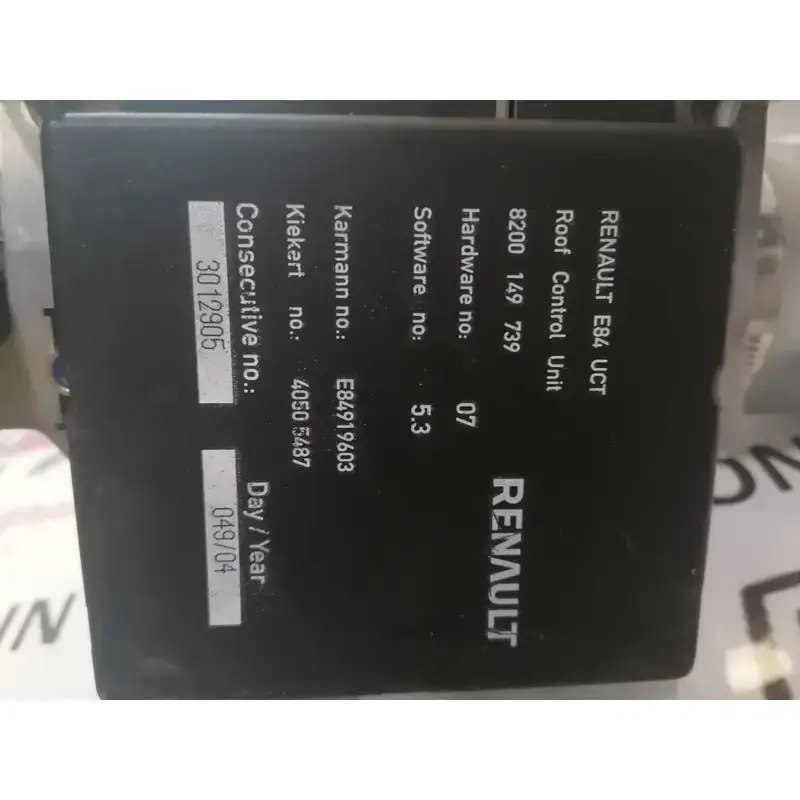 RENAULT E84 UCT
Roof Control Unit
8200 149 739
Hardware no: 07
Software no: 5.3
RENAULT
Karmann no.: E84919603
Kiekert no.: 4050 5487
Consecutive no.: Day / Year
3012905 049/04